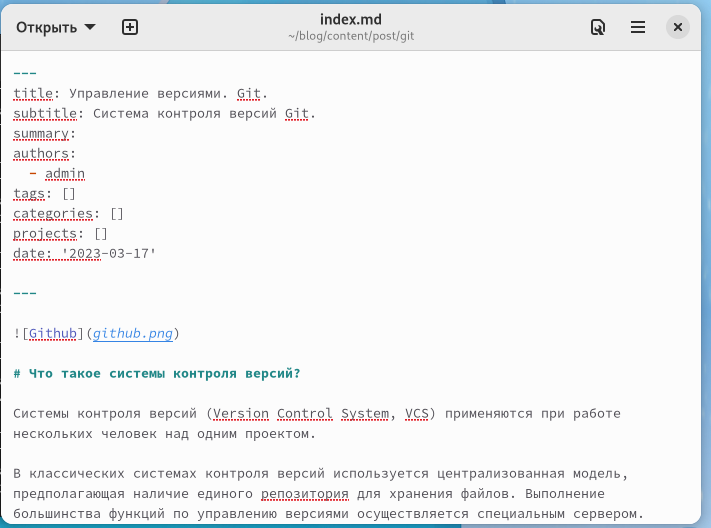 Открыть
index.md
~/blog/content/post/git
---
title: Управление версиями. Git.
subtitle: Система контроля версий Git.
summary:
authors:
  - admin
tags: []
categories: []
projects: []
date: '2023-03-17'
---
![Github](github.png)
# Что такое системы контроля версий?
Системы контроля версий (Version Control System, VCS) применяются при работе
нескольких человек над одним проектом.
В классических системах контроля версий используется централизованная модель,
предполагающая наличие единого репозитория для хранения файлов. Выполнение
большинства функций по управлению версиями осуществляется специальным сервером.